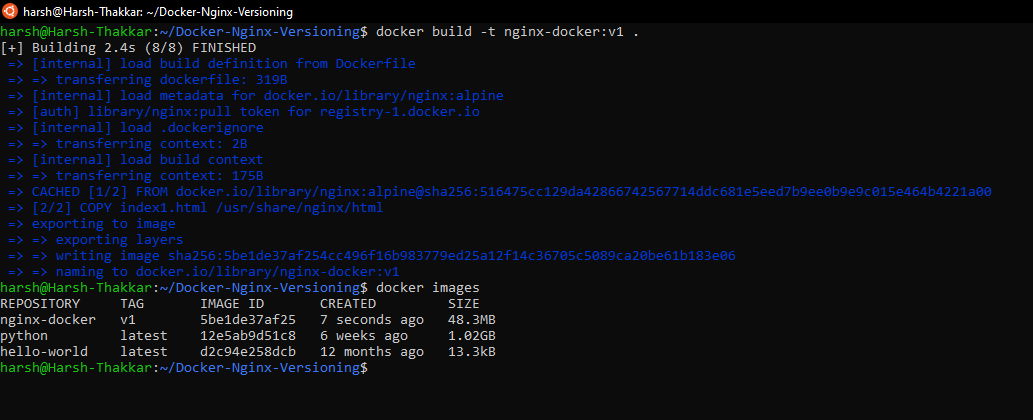 harsh@Harsh-Thakkar: ~/Docker-Nginx-Versioning
harsh@Harsh-Thakkar:~/Docker-Nginx-Versioning$ docker build -t nginx-docker:v1 .
[+] Building 2.4s (8/8) FINISHED
=> [internal] load build definition from Dockerfile
=> => transferring dockerfile: 319B
=> [internal] load metadata for docker.io/library/nginx:alpine
=> [auth] library/nginx:pull token for registry-1.docker.io
=> [internal] load .dockerignore
=> => transferring context: 2B
=> [internal] load build context
=> => transferring context: 175B
=> CACHED [1/2] FROM docker.io/library/nginx:alpine@sha256:516475cc129da42866742567714ddc681e5eed7b9ee0b9e9c015e464b4221a00
=> [2/2] COPY index1.html /usr/share/nginx/html
=> exporting to image
=> => exporting layers
=> => writing image sha256:5be1de37af254cc496f16b983779ed25a12f14c36705c5089ca20be61b183e06
=> => naming to docker.io/library/nginx-docker:v1
harsh@Harsh-Thakkar:~/Docker-Nginx-Versioning$ docker images
REPOSITORY TAG IMAGE ID CREATED SIZE
nginx-docker v1 5be1de37af25 7 seconds ago 48.3MB
python latest 12e5ab9d51c8 6 weeks ago 1.02GB
hello-world latest d2c94e258dcb 12 months ago 13.3kB
harsh@Harsh-Thakkar:~/Docker-Nginx-Versioning$